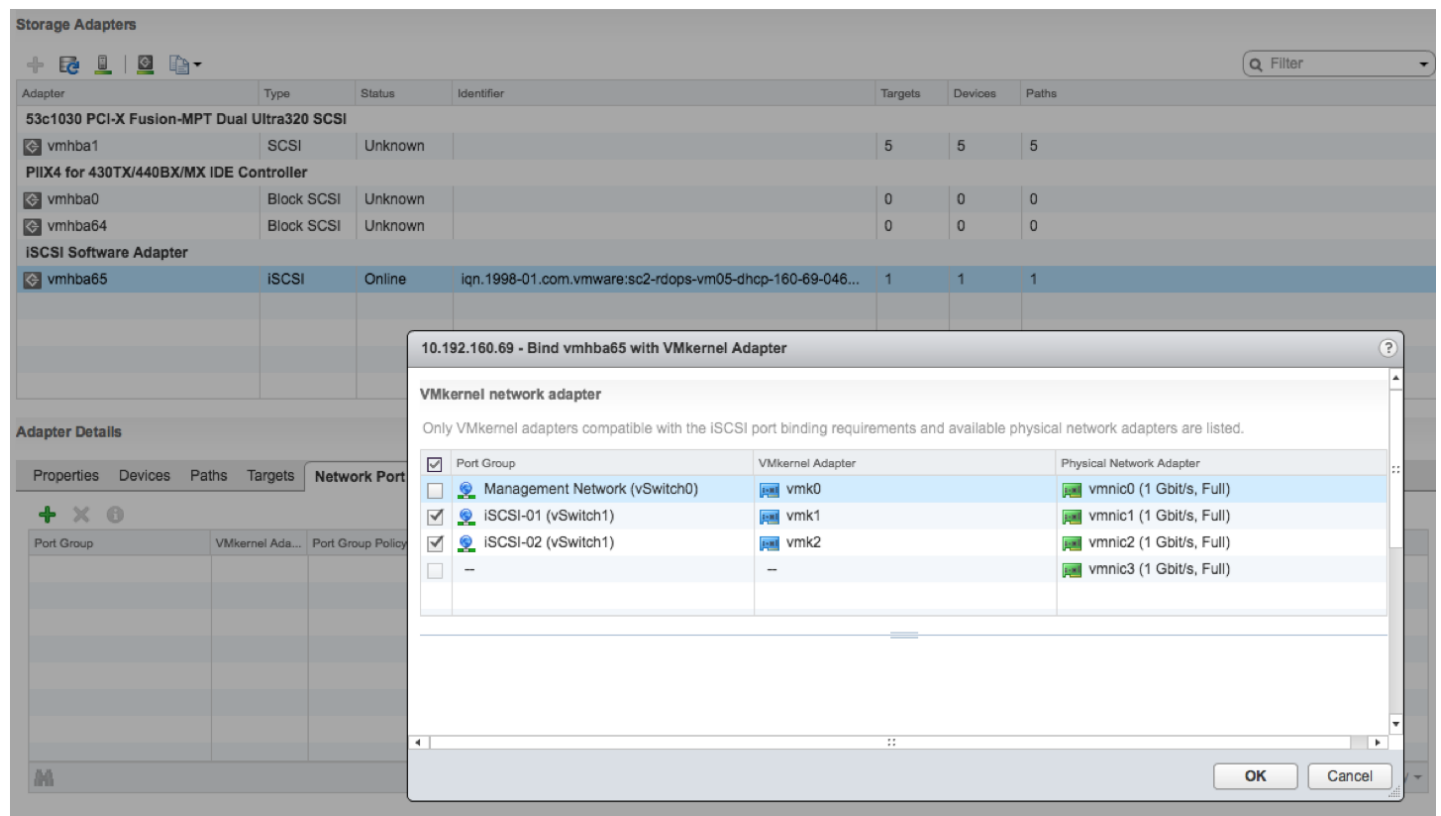 Storage Adapters
Filter
Adapter Type Status Identifier Targets Devices Paths
53c1030 PCI-X Fusion-MPT Dual Ultra320 SCSI
vmhba1 SCSI Unknown 5 5 5
PIIX4 for 430TX/440BX/MX IDE Controller
vmhba0 Block SCSI Unknown 0 0 0
vmhba64 Block SCSI Unknown 0 0 0
iSCSI Software Adapter
vmhba65 iSCSI Online iqn.1998-01.com.vmware:sc2-rdops-vm05-dhcp-160-69-046... 1 1 1
10.192.160.69 - Bind vmhba65 with VMkernel Adapter ?
VMkernel network adapter
Only VMkernel adapters compatible with the iSCSI port binding requirements and available physical network adapters are listed.
Port Group VMkernel Adapter Physical Network Adapter
Management Network (vSwitch0) vmk0 vmnic0 (1 Gbit/s, Full)
iSCSI-01 (vSwitch1) vmk1 vmnic1 (1 Gbit/s, Full)
iSCSI-02 (vSwitch1) vmk2 vmnic2 (1 Gbit/s, Full)
-- -- vmnic3 (1 Gbit/s, Full)
OK Cancel
Adapter Details
Properties Devices Paths Targets Network Port
Port Group VMkernel Ada... Port Group Policy